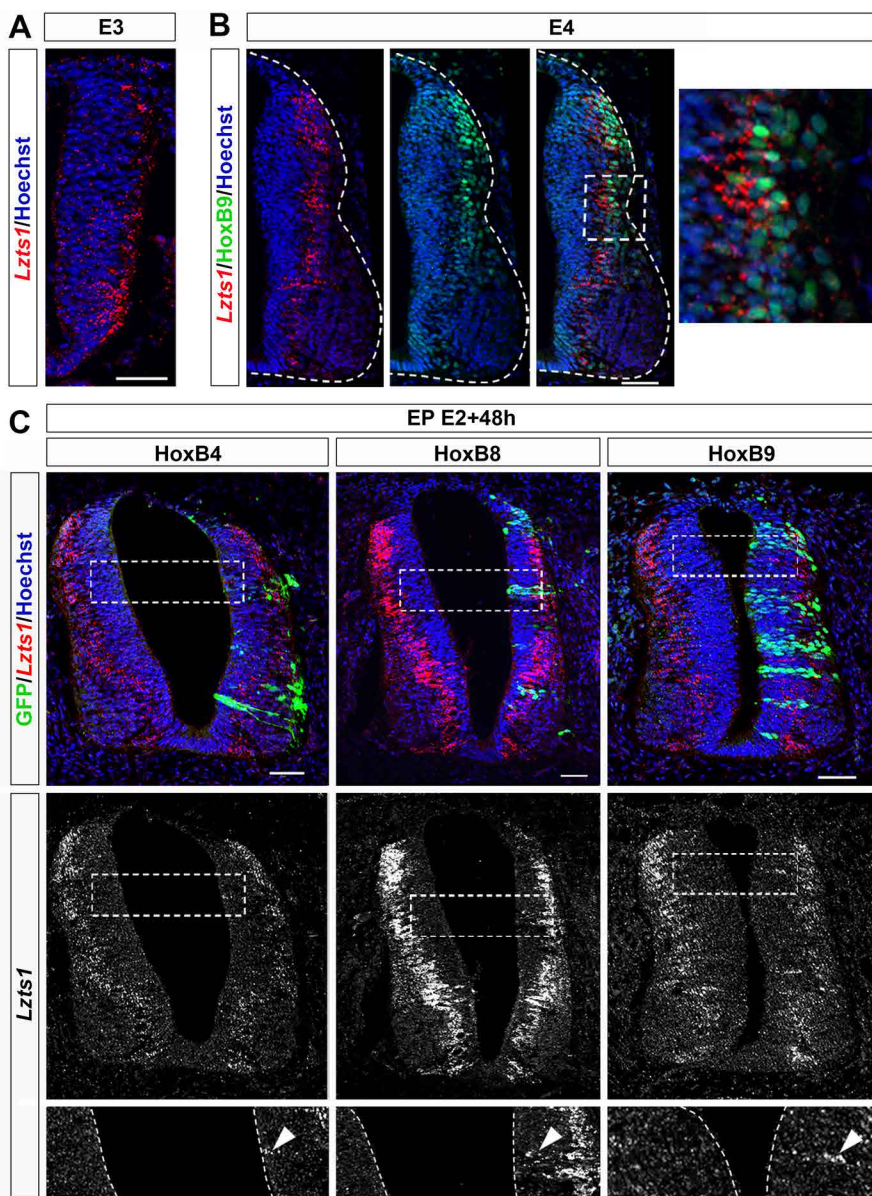 A
E3
Lzts1/Hoechst
B
E4
Lzts1/HoxB9/Hoechst
C
EP E2+48h
HoxB4
HoxB8
HoxB9
GFP/Lzts1/Hoechst
Lzts1